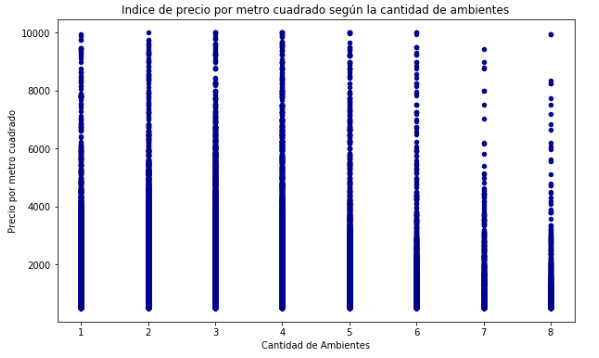 Indice de precio por metro cuadrado según la cantidad de ambientes
10000
8000
6000
4000
2000
Precio por metro cuadrado
1 2 3 4 5 6 7 8
Cantidad de Ambientes